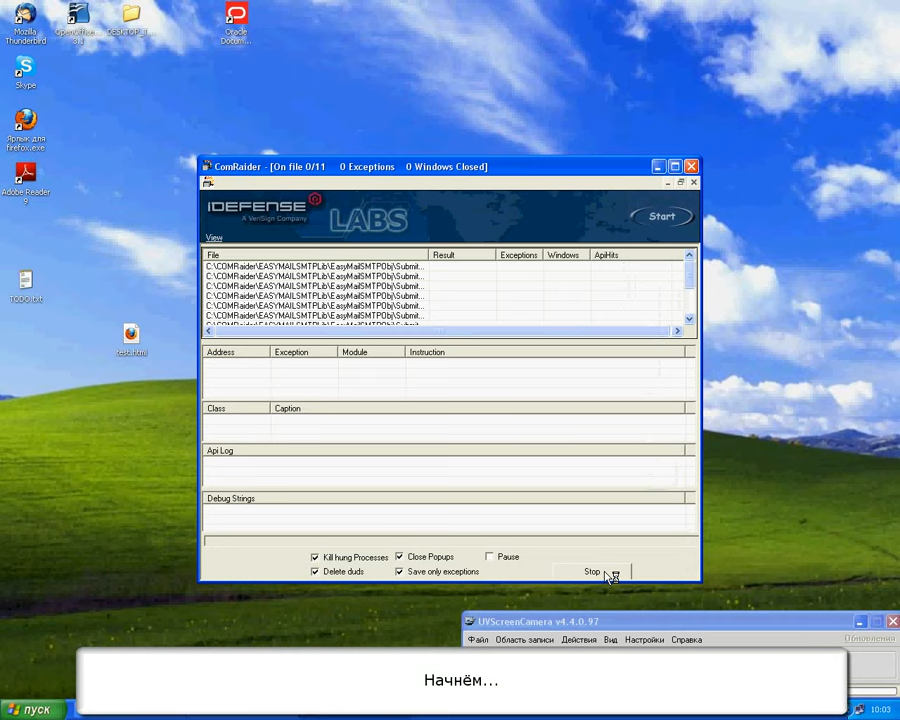 Mozilla
Thunderbird
OpenOffice...
Oracle
Docum...
Skype
Ярлык для
firefox.exe
Adobe Reader
9
TODO.txt
test.html
ComRaider - [On file 0/11 0 Exceptions 0 Windows Closed]
iDEFENSE
A VeriSign Company
LABS
Start
View
File Result Exceptions Windows ApiHits
C:\COMRaider\EASYMAILSMTPLib\EasyMailSMTPObj\Submit...
C:\COMRaider\EASYMAILSMTPLib\EasyMailSMTPObj\Submit...
C:\COMRaider\EASYMAILSMTPLib\EasyMailSMTPObj\Submit...
C:\COMRaider\EASYMAILSMTPLib\EasyMailSMTPObj\Submit...
C:\COMRaider\EASYMAILSMTPLib\EasyMailSMTPObj\Submit...
C:\COMRaider\EASYMAILSMTPLib\EasyMailSMTPObj\Submit...
Address Exception Module Instruction
Class Caption
Api Log
Debug Strings
Kill hung Processes Close Popups Pause
Delete duds Save only exceptions Stop
UVScreenCamera v4.4.0.97
Файл Область записи Действия Вид Настройки Справка Обновления
Начнём...
пуск
10:03